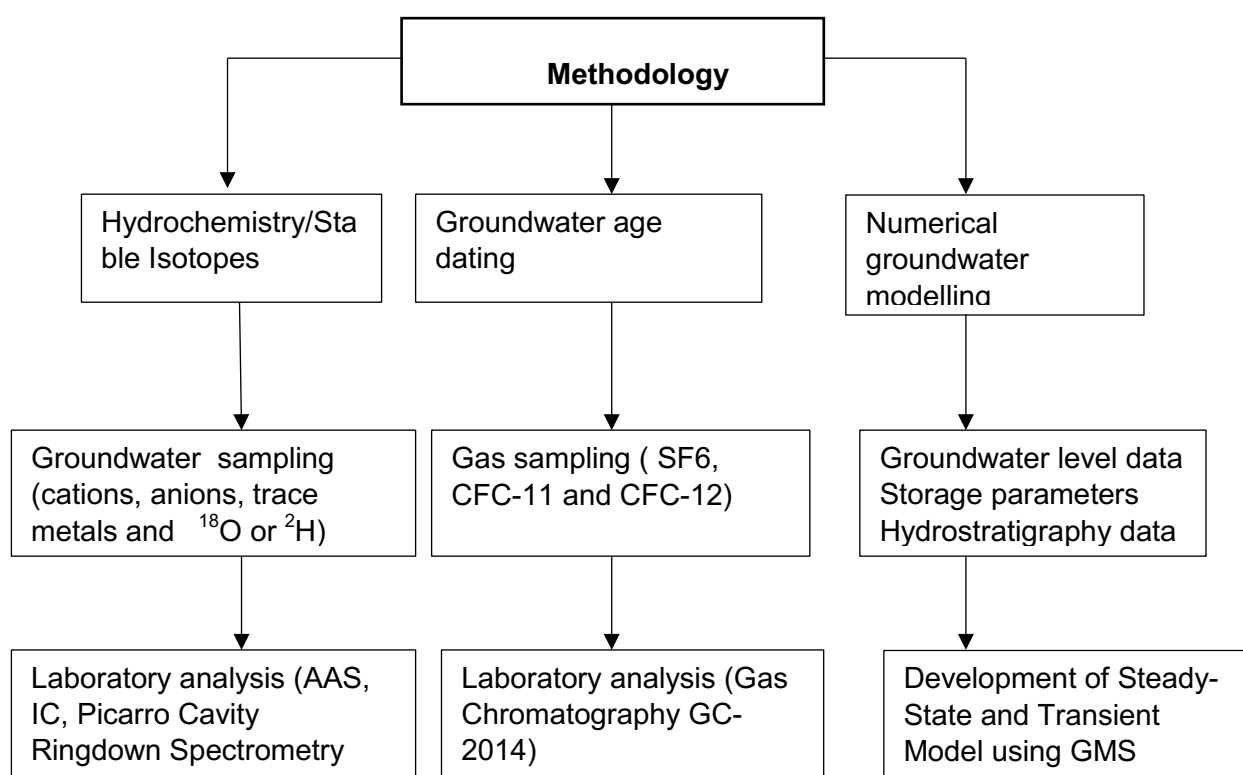 Methodology
Hydrochemistry/Sta
ble Isotopes
Groundwater age
dating
Numerical
groundwater
modelling
Groundwater sampling
(cations, anions, trace
metals and ¹⁸O or ²H)
Gas sampling ( SF6,
CFC-11 and CFC-12)
Groundwater level data
Storage parameters
Hydrostratigraphy data
Laboratory analysis (AAS,
IC, Picarro Cavity
Ringdown Spectrometry
Laboratory analysis (Gas
Chromatography GC-
2014)
Development of Steady-
State and Transient
Model using GMS